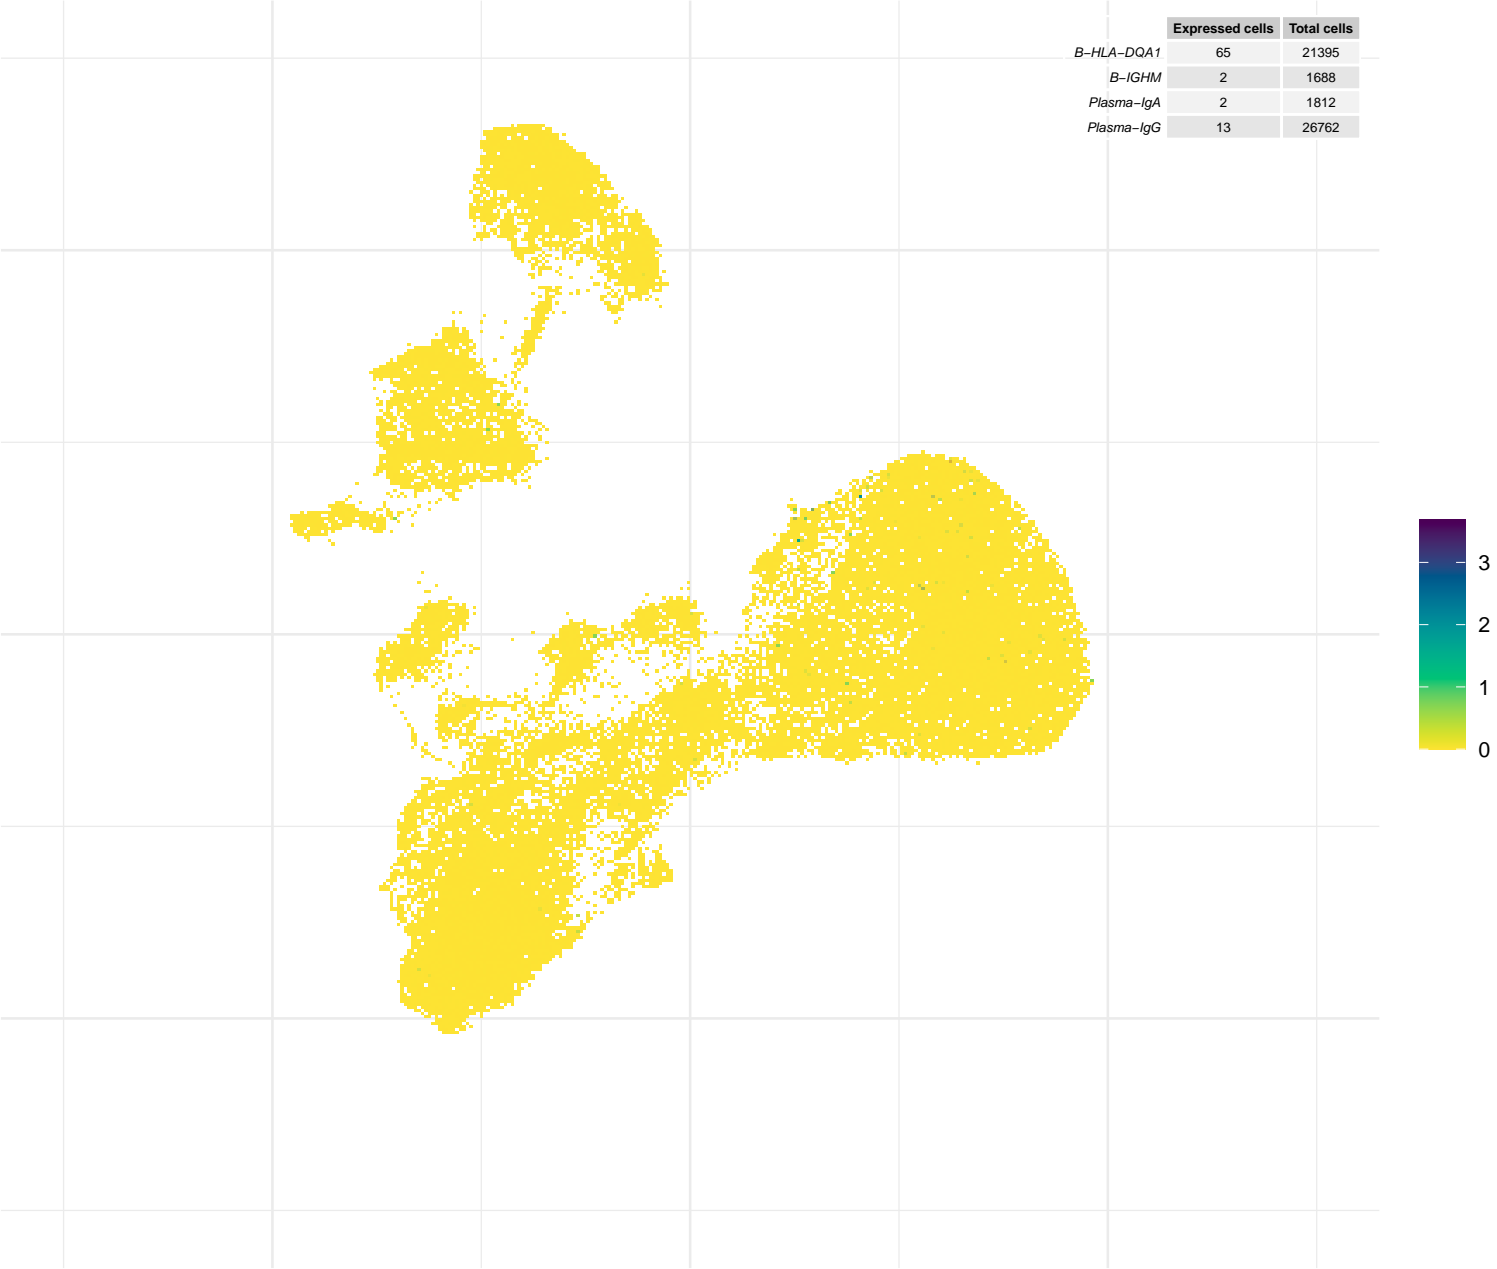 Expressed cells Total cells
B−HLA−DQA1 65 21395
B−IGHM 2 1688
Plasma−IgA 2 1812
Plasma−IgG 13 26762
3
2
1
0